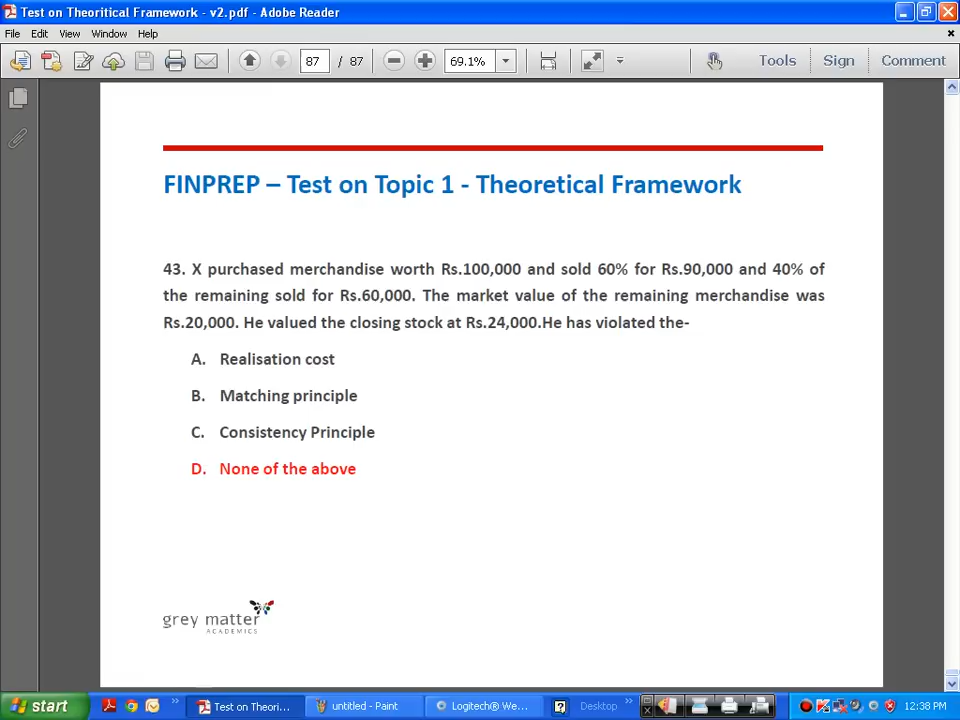 Test on Theoritical Framework - v2.pdf - Adobe Reader
File Edit View Window Help
87 / 87 69.1% Tools Sign Comment
FINPREP – Test on Topic 1 - Theoretical Framework
43. X purchased merchandise worth Rs.100,000 and sold 60% for Rs.90,000 and 40% of
the remaining sold for Rs.60,000. The market value of the remaining merchandise was
Rs.20,000. He valued the closing stock at Rs.24,000.He has violated the-
A. Realisation cost
B. Matching principle
C. Consistency Principle
D. None of the above
grey matter
ACADEMICS
start Test on Theori... untitled - Paint Logitech® We... Desktop 12:38 PM